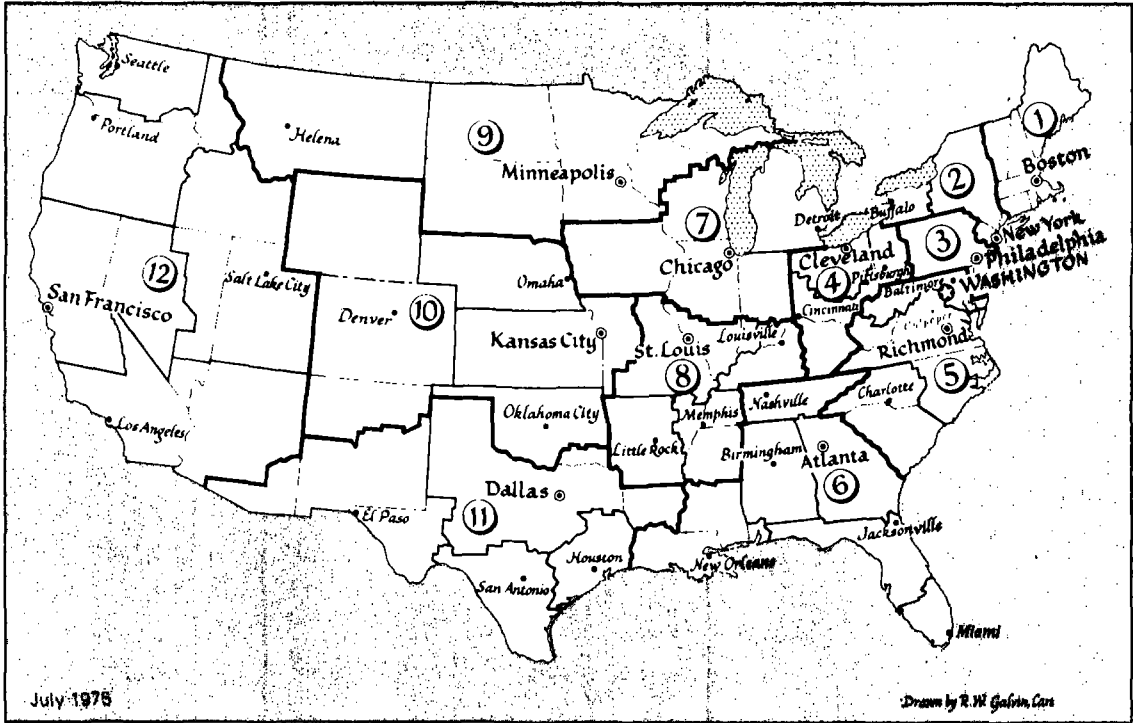 Seattle
Portland
Helena
9
Minneapolis
1
Boston
2
Detroit
Buffalo
7
Chicago
Cleveland
3
New York
Philadelphia
Pittsburgh
4
WASHINGTON
Baltimore
Cincinnati
12
Salt Lake City
San Francisco
Omaha
Denver
10
Kansas City
St. Louis
Louisville
Culpeper
Richmond
8
5
Los Angeles
Oklahoma City
Memphis
Nashville
Charlotte
Little Rock
Birmingham
Atlanta
6
Dallas
11
El Paso
Houston
San Antonio
New Orleans
Jacksonville
Miami
July 1975
Drawn by R.W. Galvin, Cart.